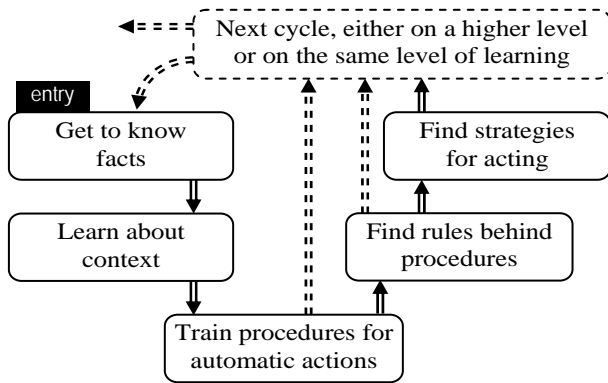 Next cycle, either on a higher level
or on the same level of learning
entry
Get to know
facts
Find strategies
for acting
Learn about
context
Find rules behind
procedures
Train procedures for
automatic actions